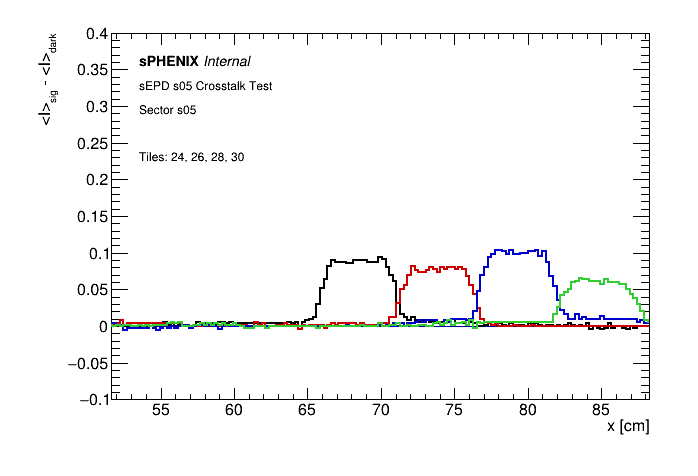 <I>sig - <I>dark
0.4
0.35
0.3
0.25
0.2
0.15
0.1
0.05
0
−0.05
−0.1
sPHENIX Internal
sEPD s05 Crosstalk Test
Sector s05
Tiles: 24, 26, 28, 30
55 60 65 70 75 80 85
x [cm]